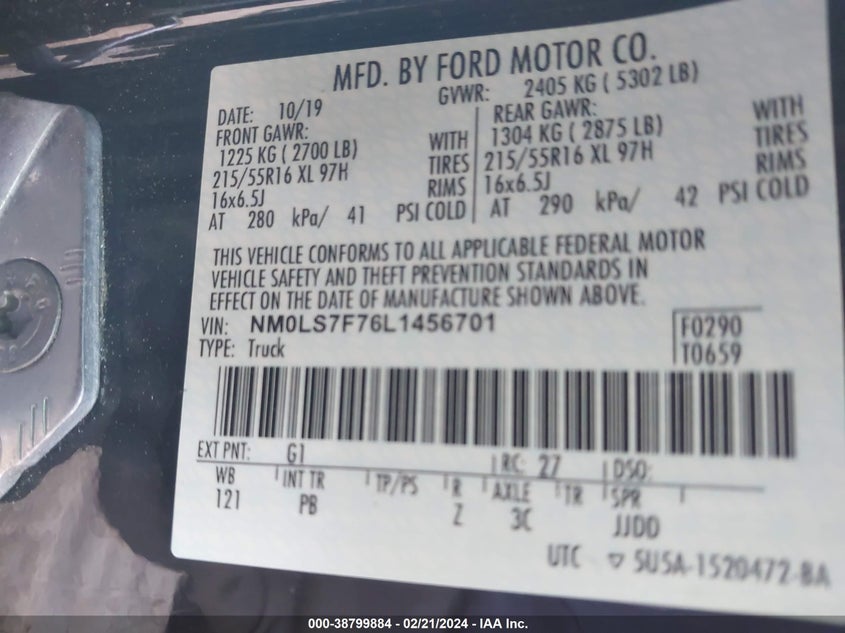 MFD. BY FORD MOTOR CO.
DATE: 10/19
GVWR: 2405 KG ( 5302 LB)
FRONT GAWR:
1225 KG ( 2700 LB) WITH
215/55R16 XL 97H TIRES
16x6.5J RIMS
AT 280 kPa/ 41 PSI COLD
REAR GAWR: WITH
1304 KG ( 2875 LB) TIRES
215/55R16 XL 97H RIMS
16x6.5J
AT 290 kPa/ 42 PSI COLD
THIS VEHICLE CONFORMS TO ALL APPLICABLE FEDERAL MOTOR
VEHICLE SAFETY AND THEFT PREVENTION STANDARDS IN
EFFECT ON THE DATE OF MANUFACTURE SHOWN ABOVE.
VIN: NM0LS7F76L1456701
F0290
TYPE: Truck
T0659
EXT PNT: G1 RC: 27 DSO:
WB INT TR TP/PS R AXLE TR SPR
121 PB Z 3C JJDD
UTC ▽ SU5A-1520472-BA
000-38799884 / 02/21/2024 - IAA Inc.